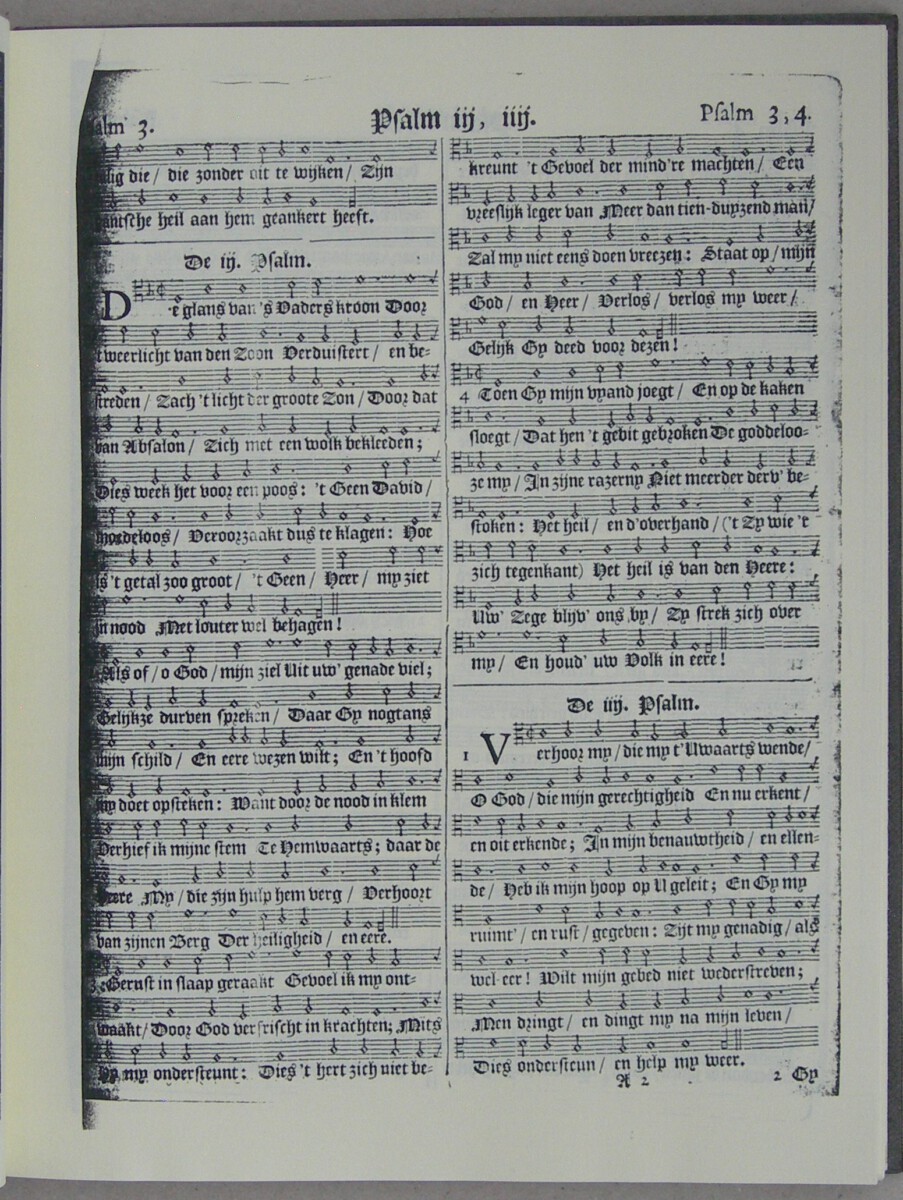 alm 3.
Psalm iij, iiij.
Psalm 3, 4.
lig die / die zonder uit te wijken / Zijn
gantsche heil aan hem geankert heeft.
De iij. Psalm.
De glans van 's Vaders kroon Door
't weerlicht van den Zoon Verduistert / en be-
streden / Zach 't licht der groote Zon / Door dat
van Absalon / Zich met een wolk bekleeden;
Dies week het voor een poos: 't Geen David /
moedeloos / Veroorzaakt dus te klagen: Hoe
is 't getal zoo groot / 't Geen / Heer / my ziet
In nood Met louter wel behagen!
Als of / o God / mijn ziel Uit uw' genade viel;
Gelijkze durven spreken / Daar Gy nogtans
mijn schild / En eere wezen wilt; En 't hoofd
my doet opsteken: Want door de nood in klem
Verhief ik mijne stem Te Hemwaarts; daar de
Heere My / die zijn hulp hem verg / Verhoort
van zijnen Berg Der heiligheid / en eere.
3 Gerust in slaap geraakt Gevoel ik my ont-
waakt / Door God verfrischt in krachten; Mits
Hy my ondersteunt: Dies 't hert zich niet be-
kreunt 't Gevoel der mind're machten / Een
vreeslijk leger van Meer dan tien-duyzend man /
Zal my niet eens doen vreezen: Staat op / mijn
God / en Heer / Verlos / verlos my weer /
Gelijk Gy deed voor dezen!
4 Toen Gy mijn vyand joegt / En op de kaken
sloegt / Dat hen 't gebit gebroken De goddeloo-
ze my / In zijne razerny Niet meerder derv' be-
stoken: Het heil / en d'overhand / ('t Zy wie 't
zich tegenkant) Het heil is van den Heere:
Uw' Zege blijv' ons by / Zy strek zich over
my / En houd' uw Volk in eere!
De iiij. Psalm.
1 Verhoor my / die my t' Uwaarts wende /
O God / die mijn gerechtigheid En nu erkent /
en oit erkende; In mijn benauwtheid / en ellen-
de / Heb ik mijn hoop op U geleit; En Gy my
ruimt' / en rust / gegeven: Zijt my genadig / als
wel-eer! Wilt mijn gebed niet wederstreven;
Men dringt / en dingt my na mijn leven /
Dies ondersteun / en help my weer.
A 2
2 Gy